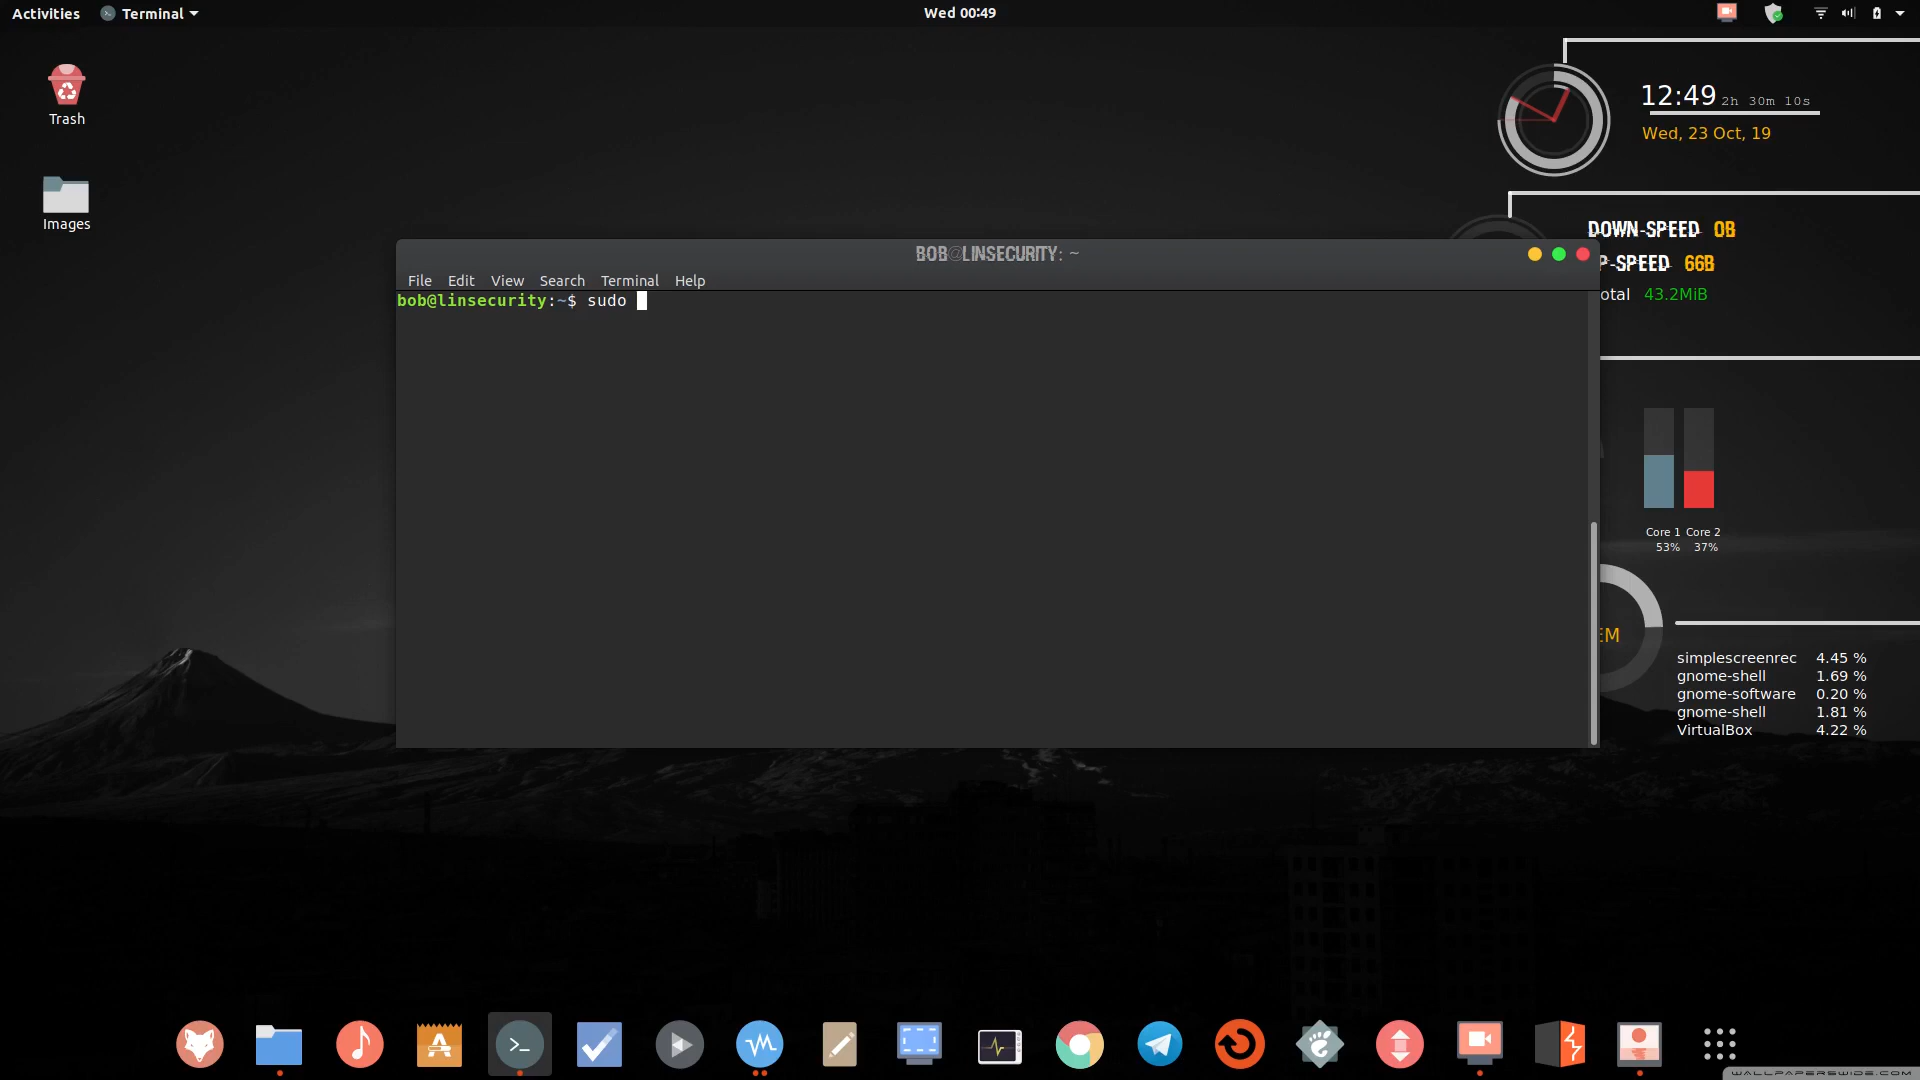 Activities Terminal Wed 00:49
Trash
Images
12:49 2h 30m 10s
Wed, 23 Oct, 19
DOWN-SPEED 0B
P-SPEED 66B
otal 43.2MiB
BOB@LINSECURITY: ~
File Edit View Search Terminal Help
bob@linsecurity:~$ sudo
Core 1 Core 2
53% 37%
EM
simplescreenrec 4.45 %
gnome-shell 1.69 %
gnome-software 0.20 %
gnome-shell 1.81 %
VirtualBox 4.22 %
WALLPAPERSWIDE.COM